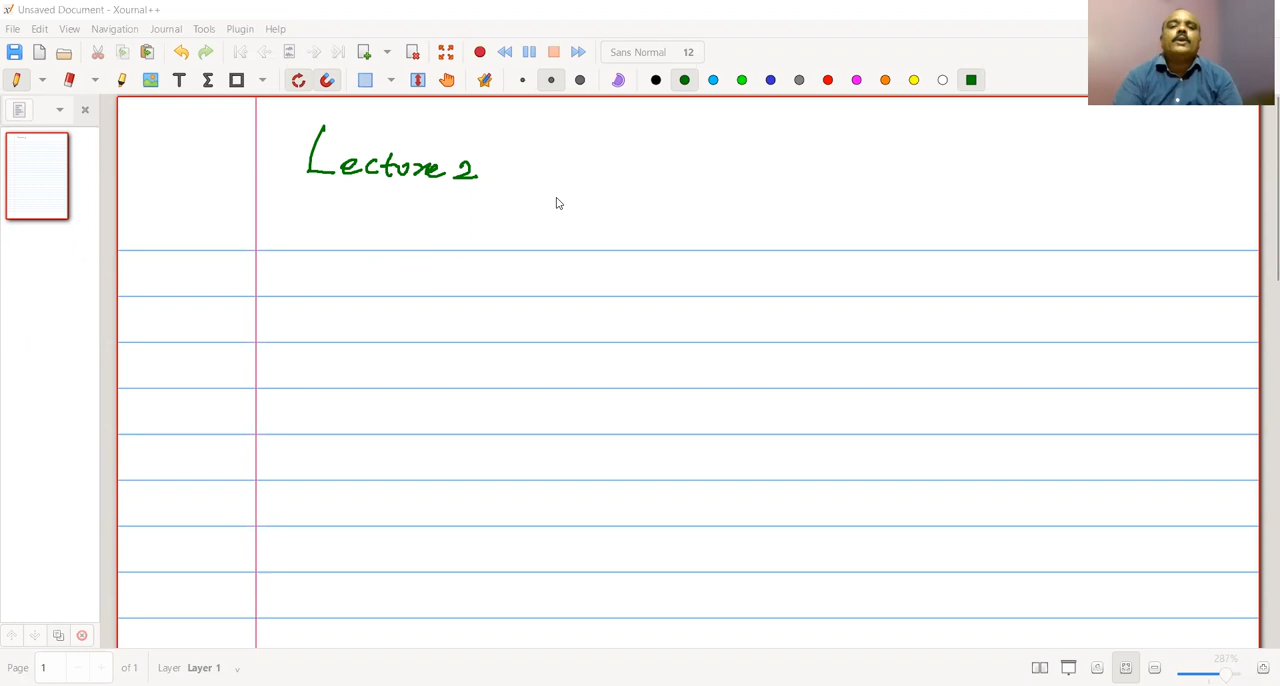 Unsaved Document - Xournal++
File Edit View Navigation Journal Tools Plugin Help
Sans Normal 12
Lecture 2
Page 1 of 1 Layer Layer 1
287%